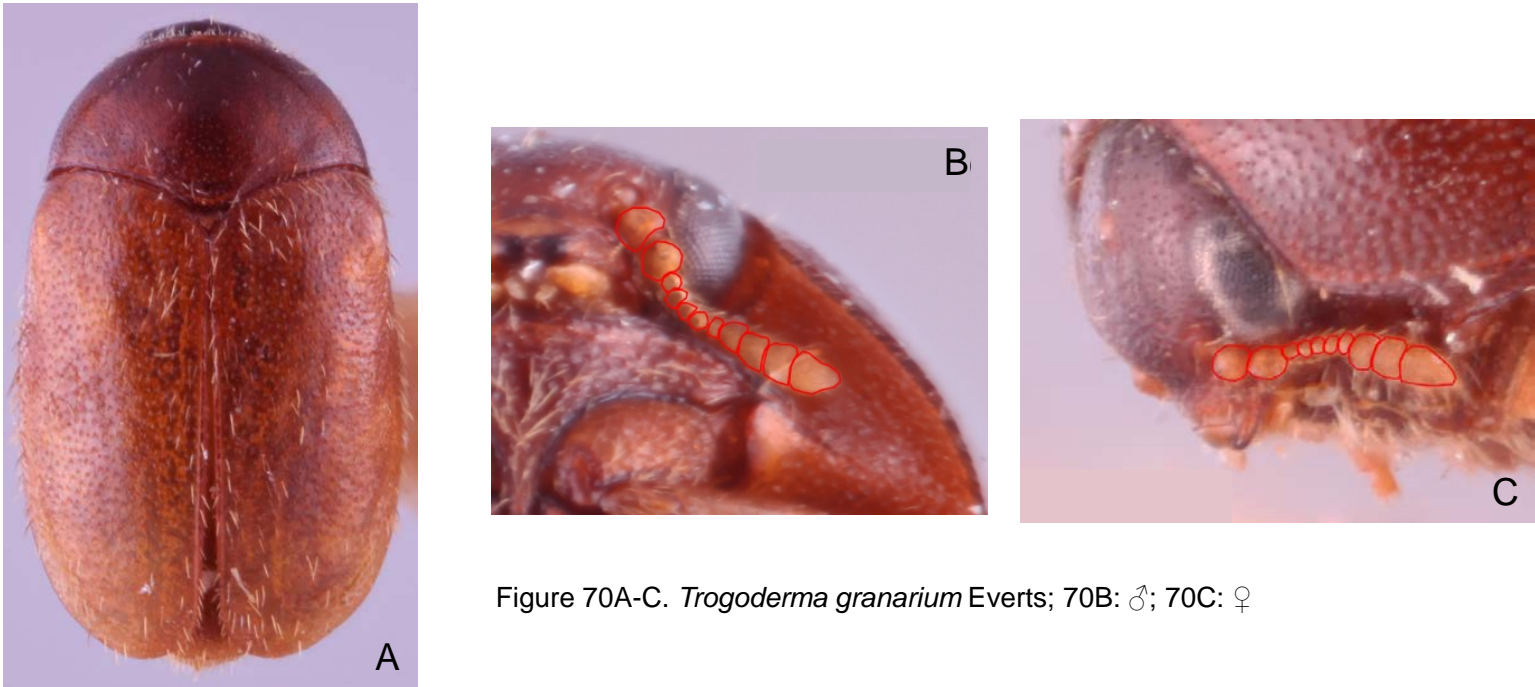 A
B
C
Figure 70A-C. Trogoderma granarium Everts; 70B: ♂; 70C: ♀